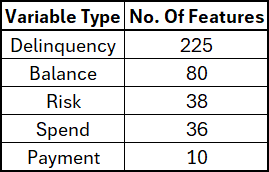 Variable Type No. Of Features
Delinquency 225
Balance 80
Risk 38
Spend 36
Payment 10